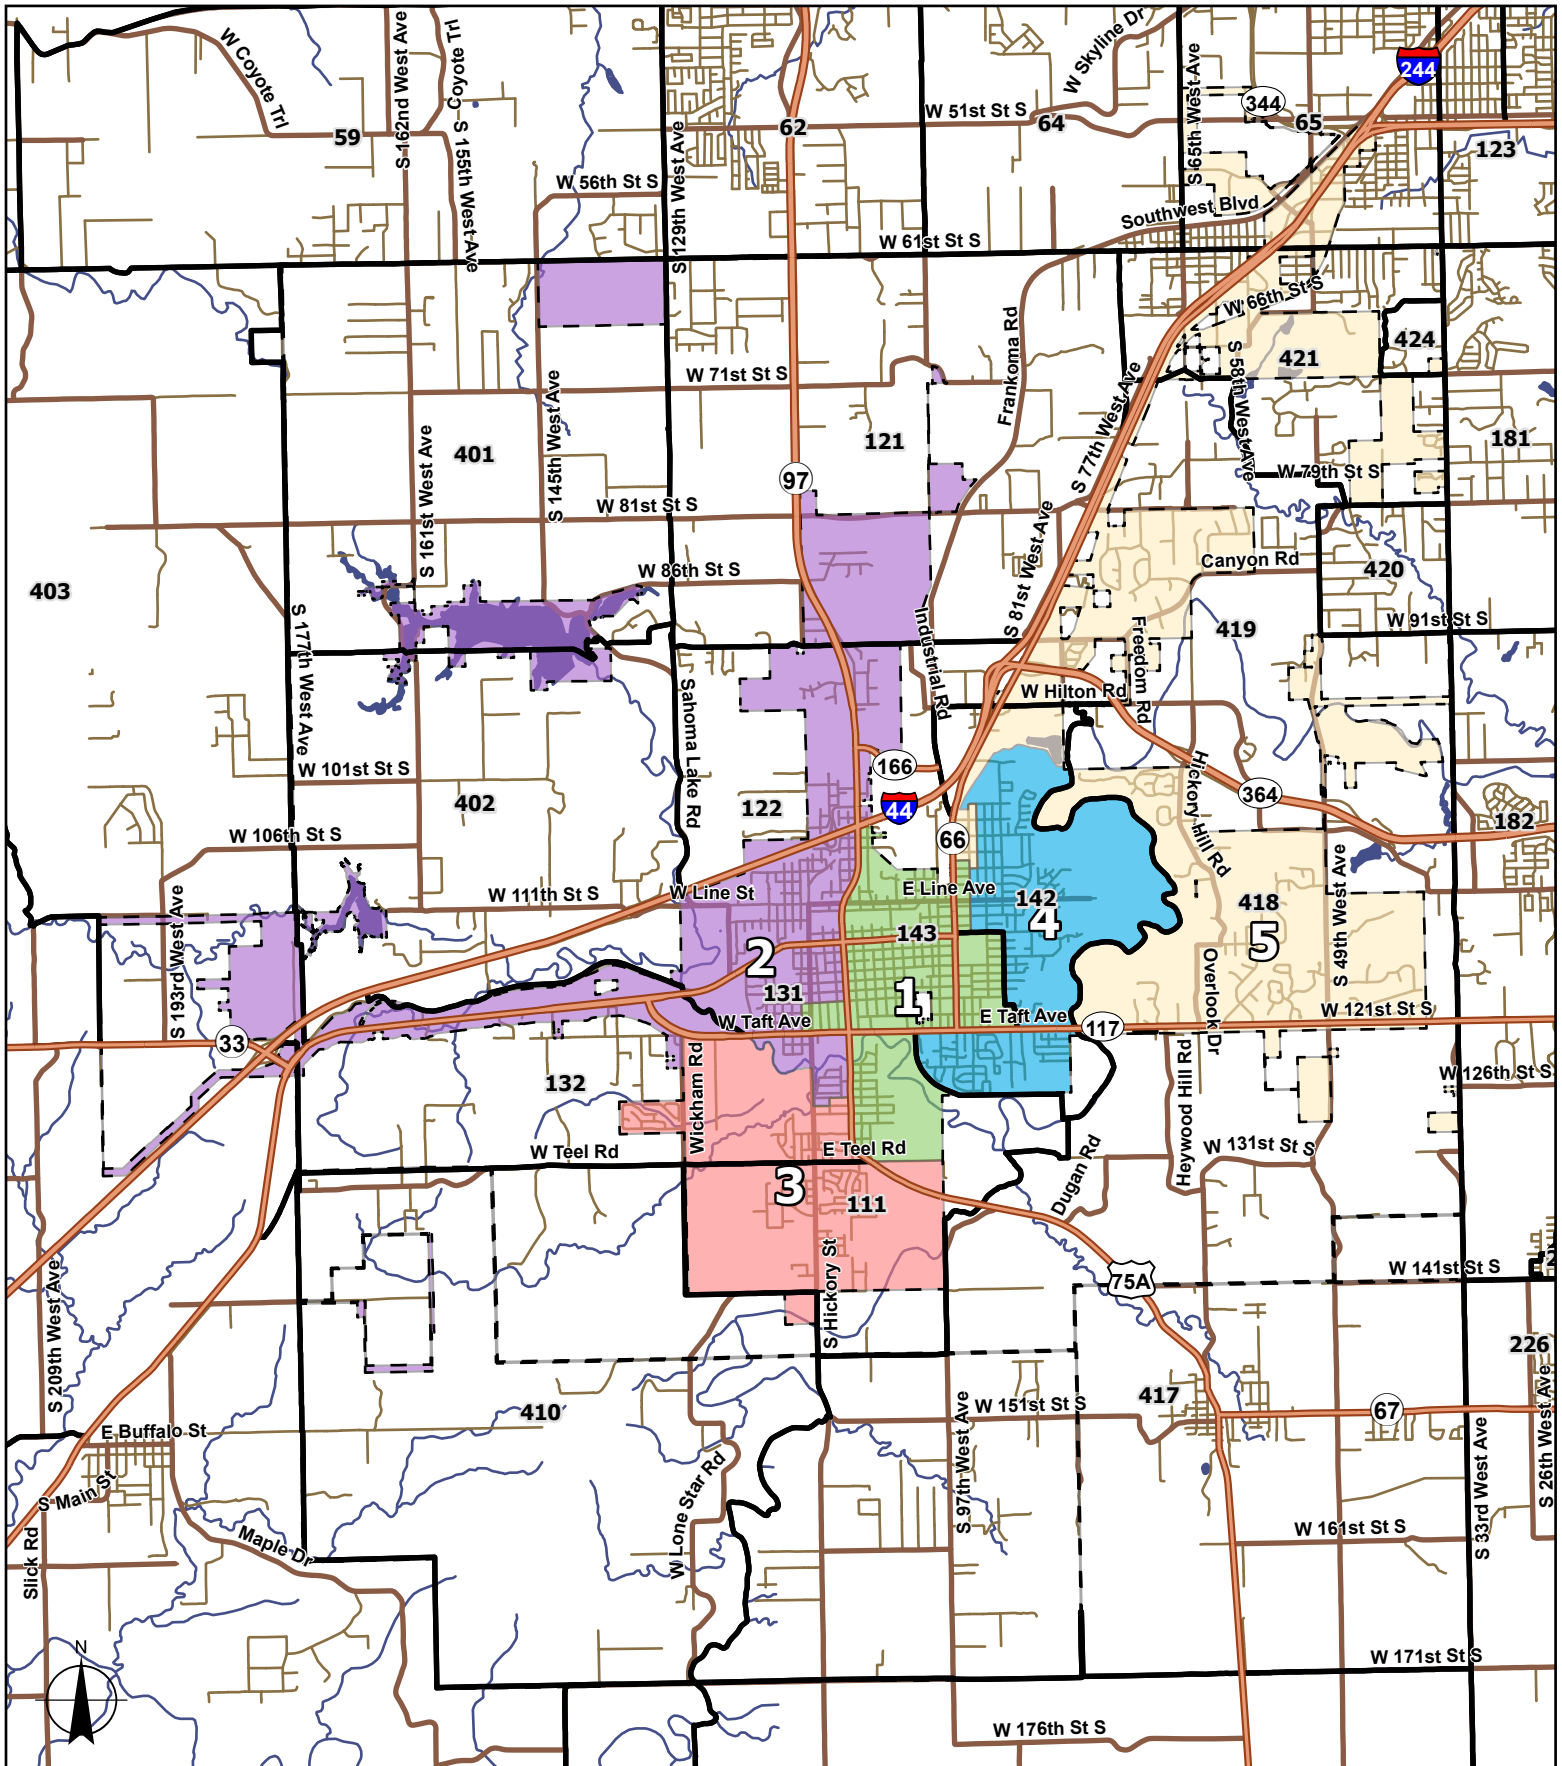 W Coyote Trl
S 162nd West Ave
S Coyote Trl
S 155th West Ave
59
S 129th West Ave
62
W 51st St S
64
W Skyline Dr
S 65th West Ave
344
65
244
123
W 56th St S
Southwest Blvd
W 61st St S
W 66th St S
424
421
S 58th West Ave
W 71st St S
Frankoma Rd
S 77th West Ave
121
401
181
S 161st West Ave
S 145th West Ave
97
W 79th St S
W 81st St S
S 81st West Ave
Canyon Rd
420
W 86th St S
403
S 177th West Ave
Industrial Rd
Freedom Rd
419
W 91st St S
Sahoma Lake Rd
W Hilton Rd
166
W 101st St S
Hickory Hill Rd
364
402
122
44
182
W 106th St S
66
S 49th West Ave
W 111th St S
W Line St
E Line Ave
142
4
418
5
S 193rd West Ave
143
2
131
1
Overlook Dr
W Taft Ave
E Taft Ave
117
W 121st St S
33
132
Wickham Rd
Heywood Hill Rd
W 126th St S
W Teel Rd
E Teel Rd
W 131st St S
Dugan Rd
3
111
S Hickory St
75A
W 141st St S
S 209th West Ave
226
417
410
W 151st St S
67
S 97th West Ave
S 33rd West Ave
S 26th West Ave
E Buffalo St
S Main St
W Lone Star Rd
Slick Rd
Maple Dr
W 161st St S
N
W 171st St S
W 176th St S